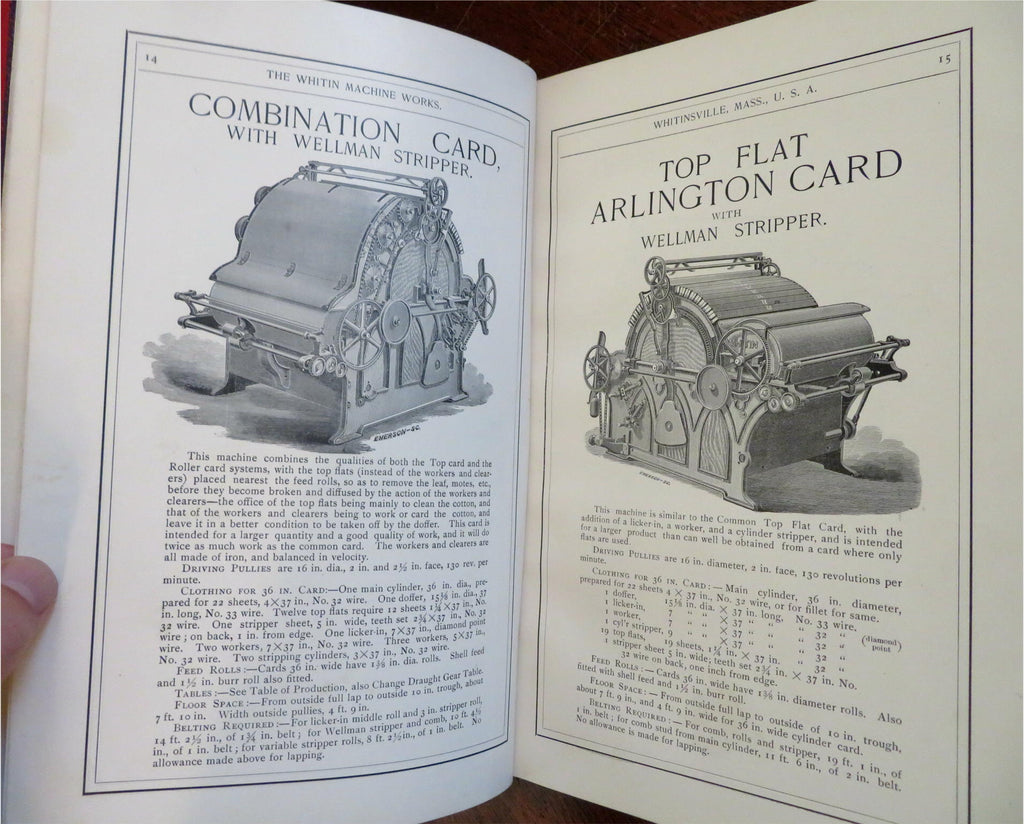 14
THE WHITIN MACHINE WORKS.
COMBINATION CARD,
WITH WELLMAN STRIPPER.
EMERSON-SC.
This machine combines the qualities of both the Top card and the
Roller card systems, with the top flats (instead of the workers and clear-
ers) placed nearest the feed rolls, so as to remove the leaf, motes, etc.,
before they become broken and diffused by the action of the workers and
clearers—the office of the top flats being mainly to clean the cotton, and
that of the workers and clearers being to work or card the cotton, and
leave it in a better condition to be taken off by the doffer. This card is
intended for a larger quantity and a good quality of work, and it will do
twice as much work as the common card. The workers and clearers are
all made of iron, and balanced in velocity.
DRIVING PULLIES are 16 in. dia., 2 in. and 2½ in. face, 130 rev. per
minute.
CLOTHING FOR 36 IN. CARD:—One main cylinder, 36 in. dia., pre-
pared for 22 sheets, 4 X 37 in., No. 32 wire. One doffer, 15⅝ in. dia., 37
in. long, No. 33 wire. Twelve top flats require 12 sheets 1¼ X 37 in., No.
32 wire. One stripper sheet, 5 in. wide, teeth set 2¾ X 37 in., No. 32
wire; on back, 1 in. from edge. One licker-in, 7 X 37 in., diamond point
wire. Two workers, 7 X 37 in., No. 32 wire. Three workers, 5 X 37 in.,
No. 32 wire. Two stripping cylinders, 3 X 37 in., No. 32 wire.
FEED ROLLS:—Cards 36 in. wide have 1⅜ in. dia. rolls. Shell feed
and 1½ in. burr roll also fitted.
TABLES:—See Table of Production, also Change Draught Gear Table.
FLOOR SPACE:—From outside full lap to outside 10 in. trough, about
7 ft. 10 in. Width outside pullies, 4 ft. 9 in.
BELTING REQUIRED:—For licker-in middle roll and 3 in. stripper roll,
14 ft. 2½ in., of 1¾ in. belt; for Wellman stripper and comb, 10 ft. 4½
in., of 1 in. belt; for variable stripper rolls, 8 ft. 2½ in., of 1 in. belt. No
allowance made above for lapping.
15
WHITINSVILLE, MASS., U. S. A.
TOP FLAT
ARLINGTON CARD
WITH
WELLMAN STRIPPER.
EMERSON-SC.
This machine is similar to the Common Top Flat Card, with the
addition of a licker-in, a worker, and a cylinder stripper, and is intended
for a larger product than can well be obtained from a card where only
flats are used.
DRIVING PULLIES are 16 in. diameter, 2 in. face, 130 revolutions per
minute.
CLOTHING FOR 36 IN. CARD:—Main cylinder, 36 in. diameter,
prepared for 22 sheets 4 X 37 in., No. 32 wire, or for fillet for same.
1 doffer, 15⅝ in. dia. X 37 in. long, No. 33 wire,
1 licker-in, 7 " " X 37 " " (diamond point)
1 worker, 7 " " X 37 " " 32 "
1 cyl'r stripper, 9 " " X 37 " " 32 "
19 top flats, 19 sheets, 1¼ in. X 37 in. 32 "
1 stripper sheet 5 in. wide; teeth set 2¾ in. X 37 in. No.
32 wire on back, one inch from edge.
FEED ROLLS:—Cards 36 in. wide have 1⅜ in. diameter rolls. Also
fitted with shell feed and 1½ in. burr roll.
FLOOR SPACE:—From outside full lap to outside of 10 in. trough,
about 7 ft. 9 in., and 4 ft. 9 in. wide for 36 in. wide cylinder card.
BELTING REQUIRED:—For comb, rolls and stripper, 19 ft. 1 in., of
1 in. belt; for comb stud from main cylinder, 11 ft. 6 in., of 2 in. belt.
No allowance is made for lapping.